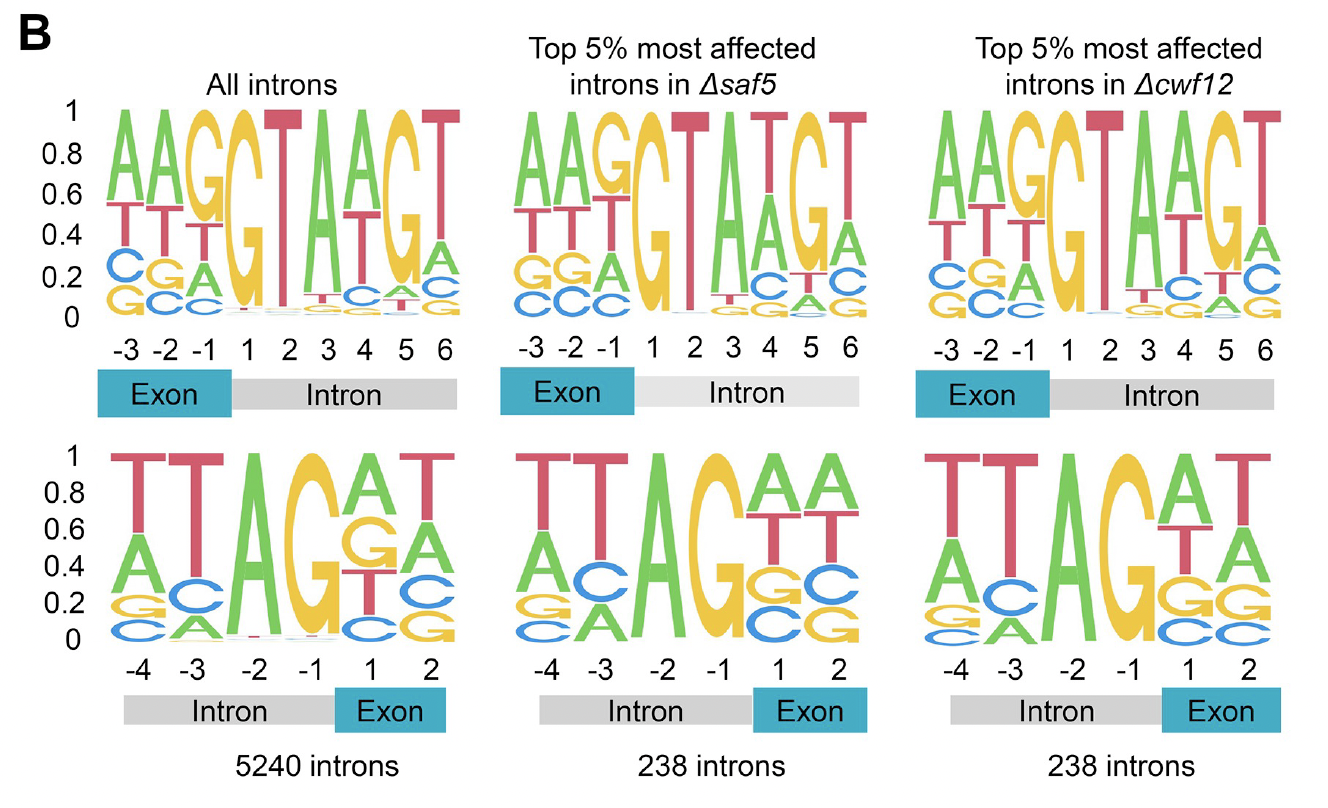 B
All introns
Top 5% most affected
introns in Δsaf5
Top 5% most affected
introns in Δcwf12
1
0.8
0.6
0.4
0.2
0
A A G G T A A G T
T T T T A
C G A T C A C
G C C G G T G
A A G G T A T G T
T T T A A
G G A T C T C
C C C G G A G
A A G G T A A G T
T T T T A
C G A T C T C
G C C G G A G
-3 -2 -1 1 2 3 4 5 6
-3 -2 -1 1 2 3 4 5 6
-3 -2 -1 1 2 3 4 5 6
Exon Intron
Exon Intron
Exon Intron
1
0.8
0.6
0.4
0.2
0
T T A G A T
A C G A
G A T C
C C G
T T A G A A
A C T T
G A G C
C C G
T T A G A T
A C T A
G A G G
C C C
-4 -3 -2 -1 1 2
-4 -3 -2 -1 1 2
-4 -3 -2 -1 1 2
Intron Exon
Intron Exon
Intron Exon
5240 introns
238 introns
238 introns